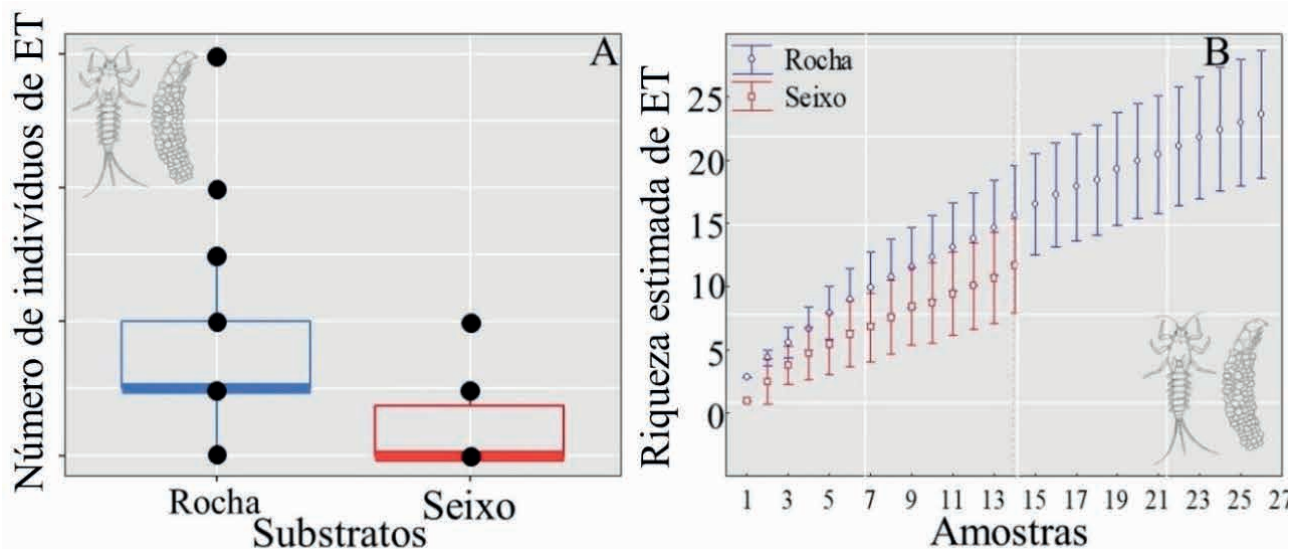 Número de indivíduos de ET
A
Rocha
Seixo
Substratos
Riqueza estimada de ET
B
Rocha
Seixo
25
20
15
10
5
0
1 3 5 7 9 11 13 15 17 19 21 23 25 27
Amostras